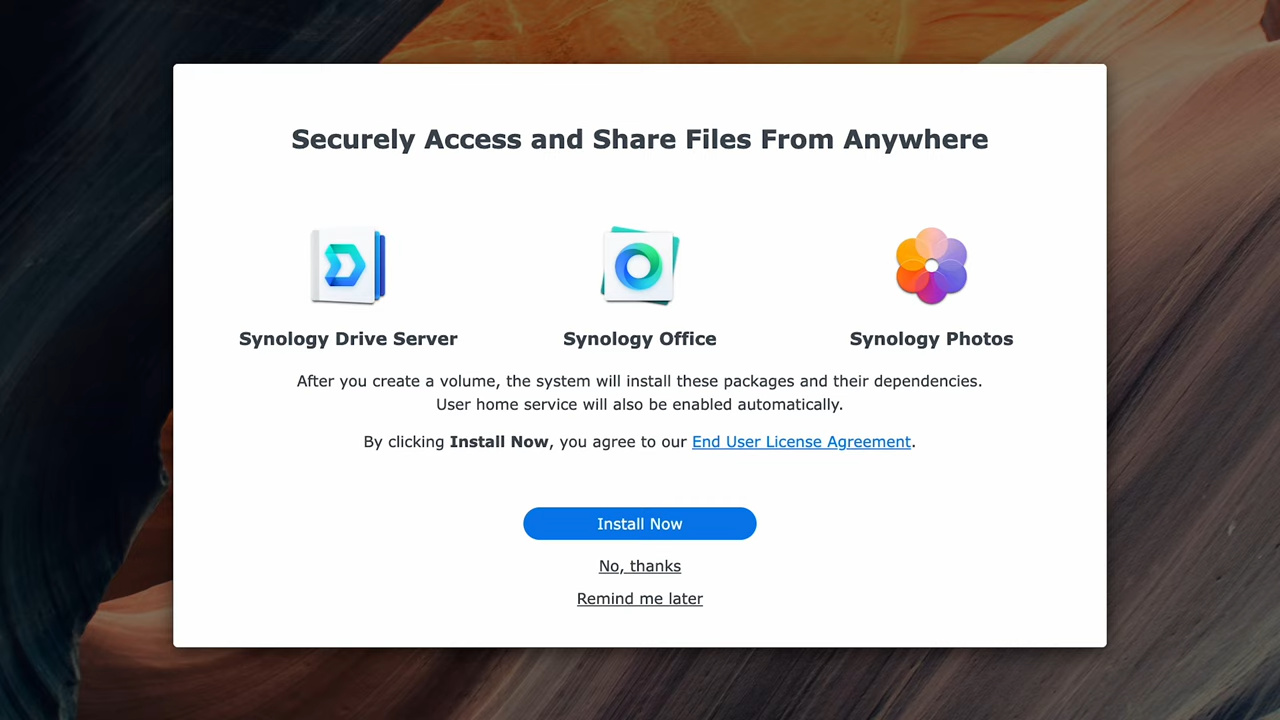 Securely Access and Share Files From Anywhere
Synology Drive Server
Synology Office
Synology Photos
After you create a volume, the system will install these packages and their dependencies.
User home service will also be enabled automatically.
By clicking Install Now, you agree to our End User License Agreement.
Install Now
No, thanks
Remind me later